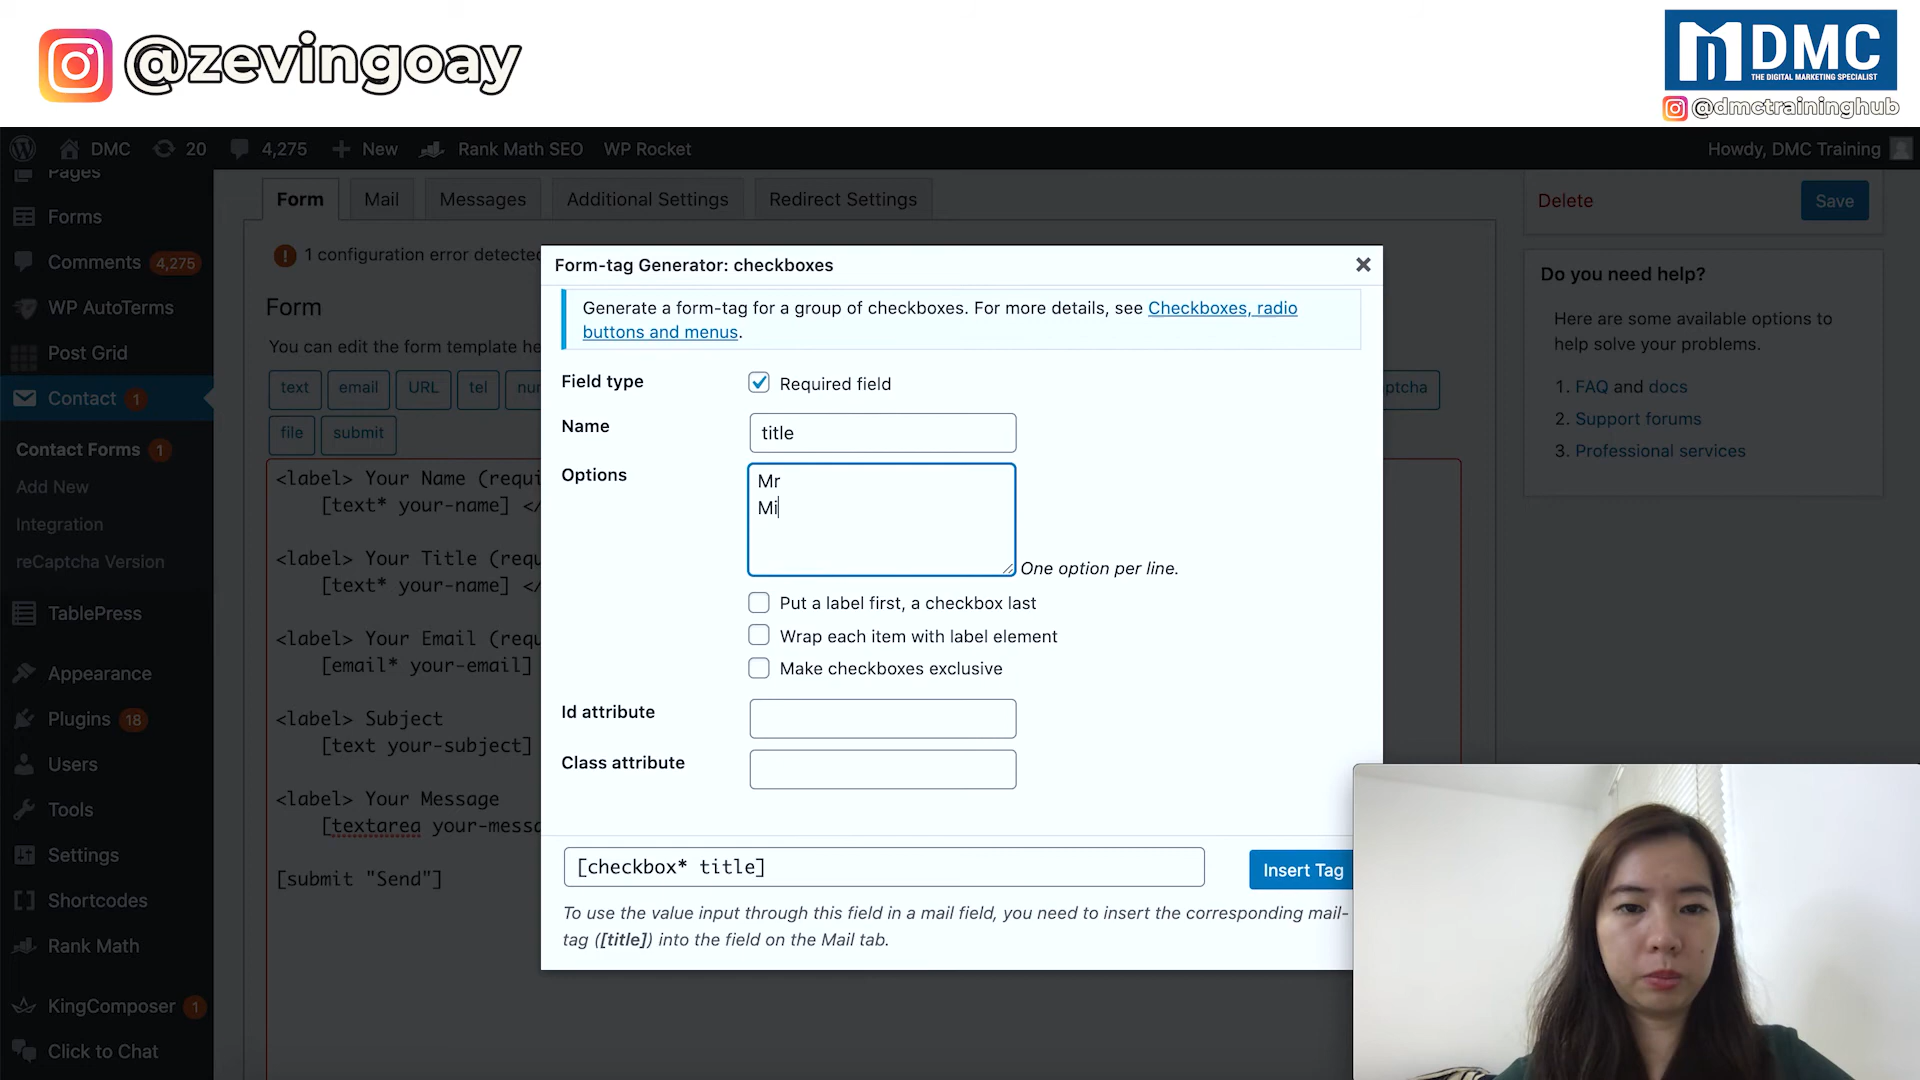 @zevingoay
DMC
THE DIGITAL MARKETING SPECIALIST
@dmctraininghub
DMC 20 4,275 New Rank Math SEO WP Rocket
Howdy, DMC Training
Pages
Forms
Comments 4,275
WP AutoTerms
Post Grid
Contact 1
Contact Forms 1
Add New
Integration
reCaptcha Version
TablePress
Appearance
Plugins 18
Users
Tools
Settings
Shortcodes
Rank Math
KingComposer 1
Click to Chat
Form Mail Messages Additional Settings Redirect Settings
1 configuration error detected
Form
You can edit the form template he
text email URL tel nu
ptcha
file submit
<label> Your Name (requi
[text* your-name] </
<label> Your Title (requ
[text* your-name] </
<label> Your Email (requ
[email* your-email]
<label> Subject
[text your-subject]
<label> Your Message
[textarea your-messa
[submit "Send"]
Form-tag Generator: checkboxes
Generate a form-tag for a group of checkboxes. For more details, see Checkboxes, radio
buttons and menus.
Field type
Required field
Name
title
Options
Mr
Mi
One option per line.
Put a label first, a checkbox last
Wrap each item with label element
Make checkboxes exclusive
Id attribute
Class attribute
[checkbox* title]
Insert Tag
To use the value input through this field in a mail field, you need to insert the corresponding mail-
tag ([title]) into the field on the Mail tab.
Delete
Save
Do you need help?
Here are some available options to
help solve your problems.
1. FAQ and docs
2. Support forums
3. Professional services